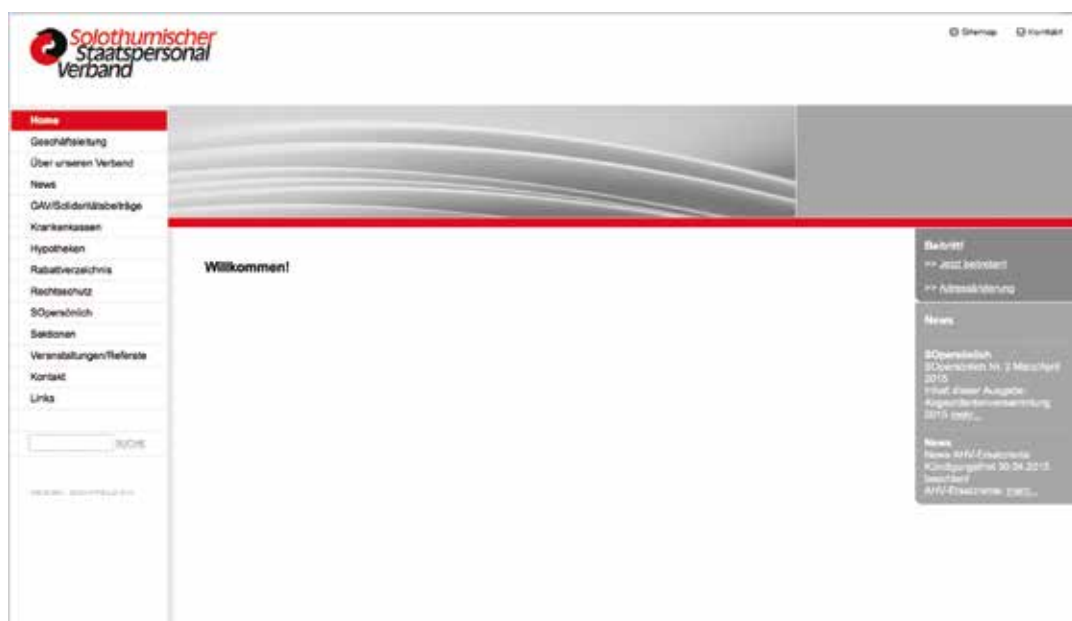 Solothurnischer
Staatspersonal
Verband
Sitemap
Kontakt
Home
Geschäftsleitung
Über unseren Verband
News
GAV/Solidaritätsbeiträge
Krankenkassen
Hypotheken
Rabattverzeichnis
Rechtsschutz
SOpersönlich
Sektionen
Veranstaltungen/Referate
Kontakt
Links
SUCHE
Willkommen!
Beitritt!
>> Jetzt beitreten!
>> Adressänderung
News
SOpersönlich
SOpersönlich Nr. 2 März/April
2015
Inhalt dieser Ausgabe:
Abgeordnetenversammlung
2015 mehr...
News
News AHV-Ersatzrente
Kündigungsfrist 30.04.2015
beachten!
AHV-Ersatzrente mehr...